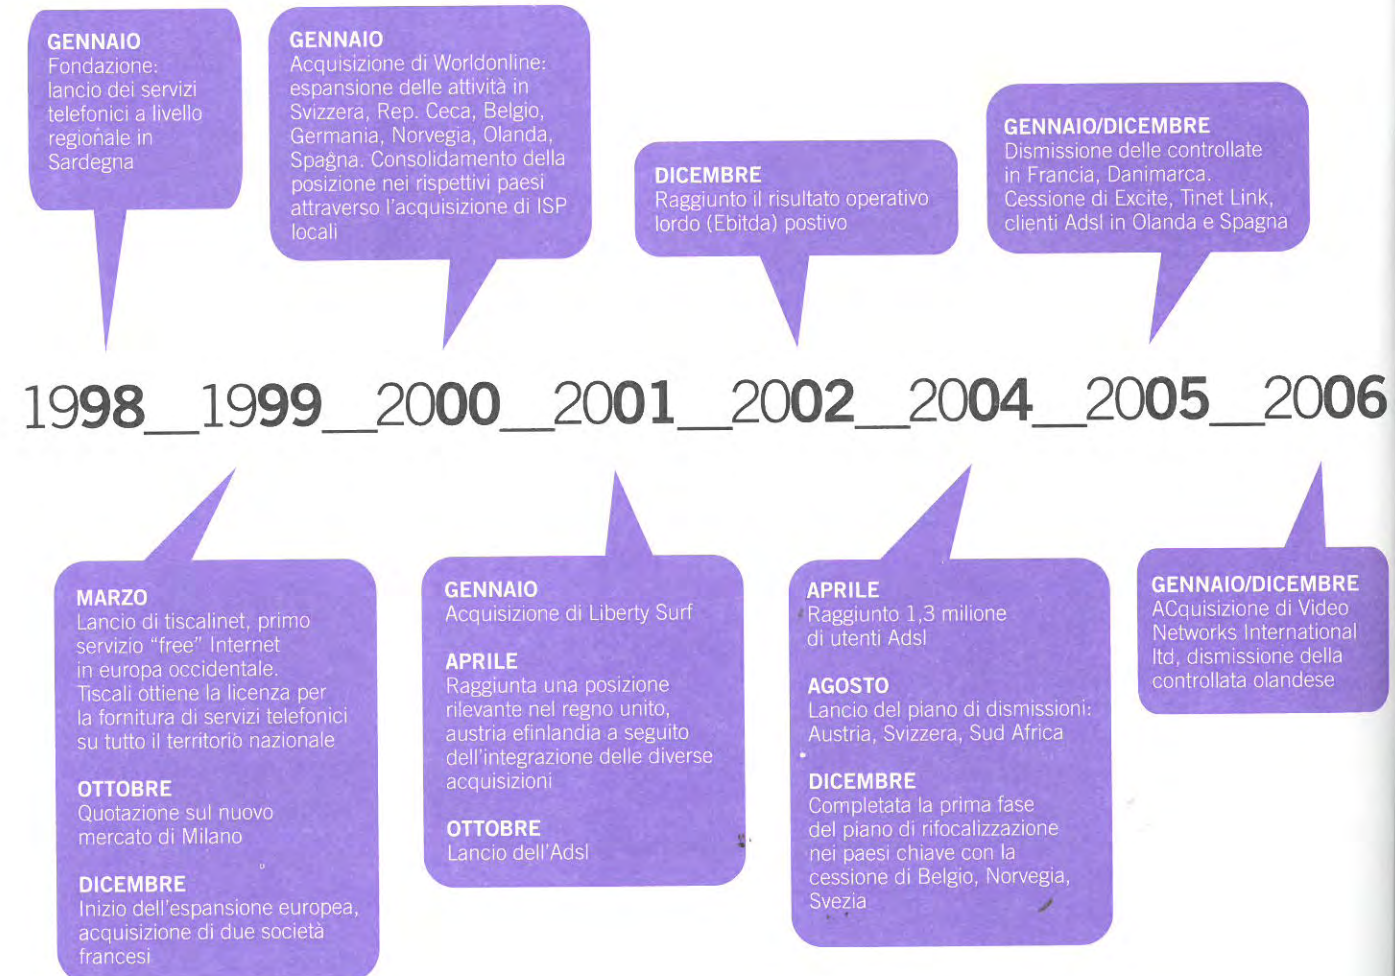 GENNAIO
Fondazione:
lancio dei servizi
telefonici a livello
regionale in
Sardegna
GENNAIO
Acquisizione di Worldonline:
espansione delle attività in
Svizzera, Rep. Ceca, Belgio,
Germania, Norvegia, Olanda,
Spagna. Consolidamento della
posizione nei rispettivi paesi
attraverso l'acquisizione di ISP
locali
DICEMBRE
Raggiunto il risultato operativo
lordo (Ebitda) postivo
GENNAIO/DICEMBRE
Dismissione delle controllate
in Francia, Danimarca.
Cessione di Excite, Tinet Link,
clienti Adsl in Olanda e Spagna
1998__1999__2000__2001__2002__2004__2005__2006
MARZO
Lancio di tiscalinet, primo
servizio “free” Internet
in europa occidentale.
Tiscali ottiene la licenza per
la fornitura di servizi telefonici
su tutto il territorio nazionale
OTTOBRE
Quotazione sul nuovo
mercato di Milano
DICEMBRE
Inizio dell'espansione europea,
acquisizione di due società
francesi
GENNAIO
Acquisizione di Liberty Surf
APRILE
Raggiunta una posizione
rilevante nel regno unito,
austria efinlandia a seguito
dell'integrazione delle diverse
acquisizioni
OTTOBRE
Lancio dell'Adsl
APRILE
Raggiunto 1,3 milione
di utenti Adsl
AGOSTO
Lancio del piano di dismissioni:
Austria, Svizzera, Sud Africa
DICEMBRE
Completata la prima fase
del piano di rifocalizzazione
nei paesi chiave con la
cessione di Belgio, Norvegia,
Svezia
GENNAIO/DICEMBRE
ACquisizione di Video
Networks International
ltd, dismissione della
controllata olandese